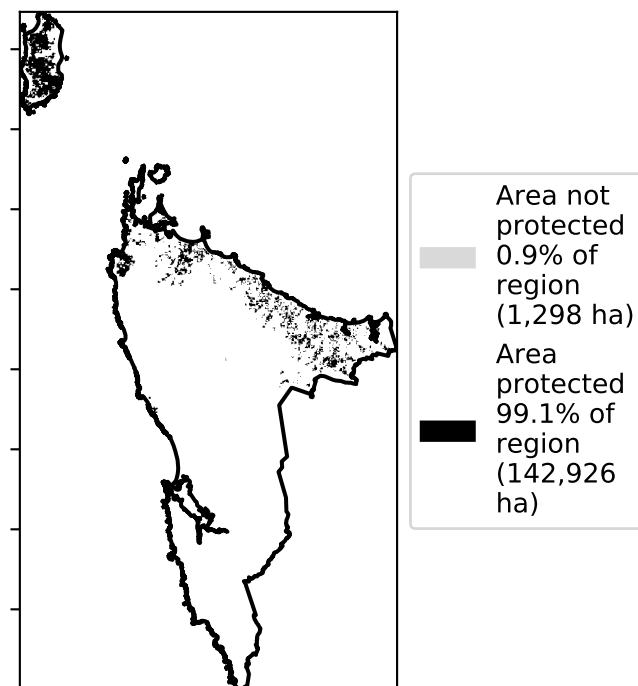 Area not
protected
0.9% of
region
(1,298 ha)
Area
protected
99.1% of
region
(142,926
ha)